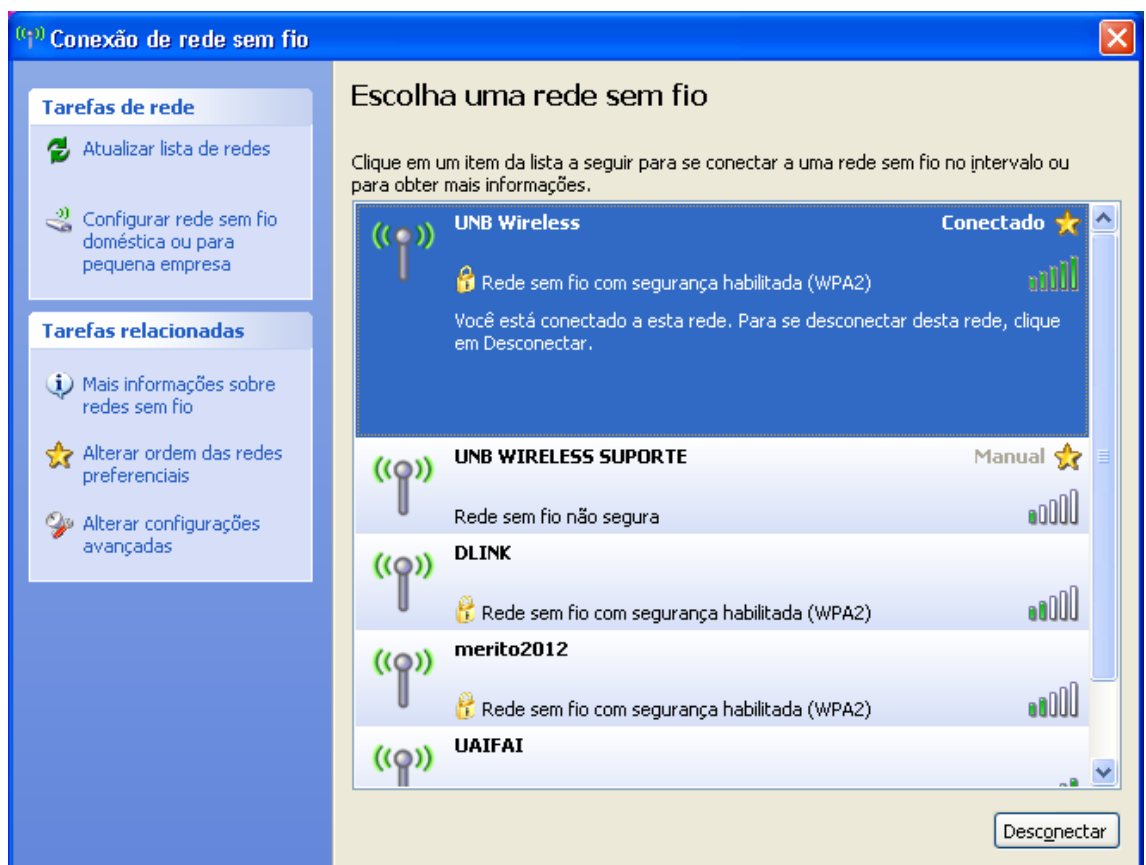 Conexão de rede sem fio
Tarefas de rede
Atualizar lista de redes
Configurar rede sem fio
doméstica ou para
pequena empresa
Tarefas relacionadas
Mais informações sobre
redes sem fio
Alterar ordem das redes
preferenciais
Alterar configurações
avançadas
Escolha uma rede sem fio
Clique em um item da lista a seguir para se conectar a uma rede sem fio no intervalo ou
para obter mais informações.
UNB Wireless Conectado
Rede sem fio com segurança habilitada (WPA2)
Você está conectado a esta rede. Para se desconectar desta rede, clique
em Desconectar.
UNB WIRELESS SUPORTE Manual
Rede sem fio não segura
DLINK
Rede sem fio com segurança habilitada (WPA2)
merito2012
Rede sem fio com segurança habilitada (WPA2)
UAIFAI
Desconectar